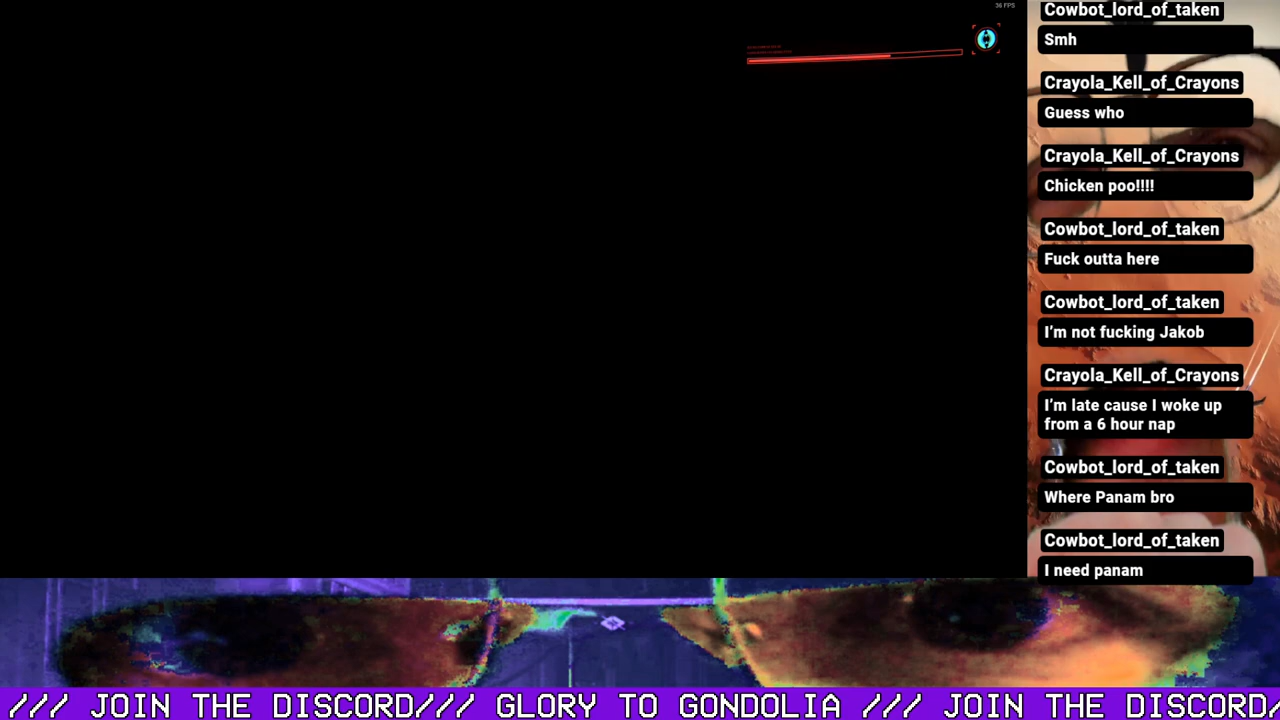 36 FPS
Cowbot_lord_of_taken
Smh
Crayola_Kell_of_Crayons
Guess who
Crayola_Kell_of_Crayons
Chicken poo!!!!
Cowbot_lord_of_taken
Fuck outta here
Cowbot_lord_of_taken
I’m not fucking Jakob
Crayola_Kell_of_Crayons
I’m late cause I woke up
from a 6 hour nap
Cowbot_lord_of_taken
Where Panam bro
Cowbot_lord_of_taken
I need panam
/// JOIN THE DISCORD/// GLORY TO GONDOLIA /// JOIN THE DISCORD/